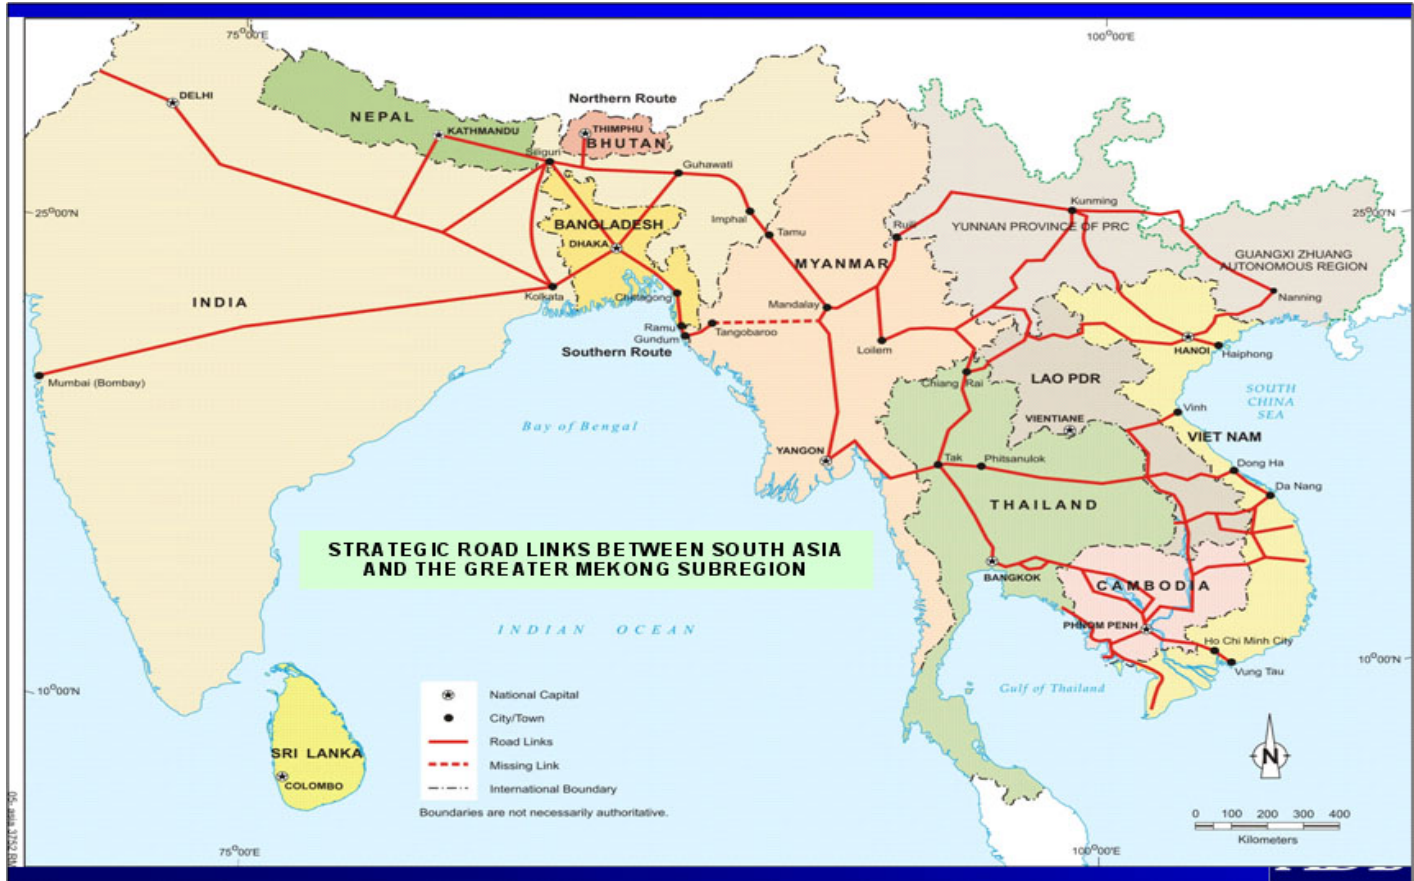 75°00'E
100°00'E
DELHI
NEPAL
KATHMANDU
Northern Route
THIMPHU
BHUTAN
Siliguri
Guhawati
25°00'N
25°00'N
Imphal
Tamu
Kunming
Ruili
YUNNAN PROVINCE OF PRC
BANGLADESH
DHAKA
MYANMAR
GUANGXI ZHUANG
AUTONOMOUS REGION
INDIA
Kolkata
Chittagong
Mandalay
Nanning
Ramu
Gundum
Tangobaroo
Southern Route
Loilem
HANOI
Haiphong
Mumbai (Bombay)
Chiang Rai
LAO PDR
SOUTH
CHINA
SEA
Vinh
VIENTIANE
Bay of Bengal
VIET NAM
YANGON
Tak
Phitsanulok
Dong Ha
Da Nang
THAILAND
STRATEGIC ROAD LINKS BETWEEN SOUTH ASIA
AND THE GREATER MEKONG SUBREGION
BANGKOK
CAMBODIA
INDIAN OCEAN
PHNOM PENH
Ho Chi Minh City
Vung Tau
10°00'N
10°00'N
Gulf of Thailand
National Capital
City/Town
Road Links
Missing Link
International Boundary
Boundaries are not necessarily authoritative.
SRI LANKA
COLOMBO
N
0 100 200 300 400
Kilometers
75°00'E
100°00'E